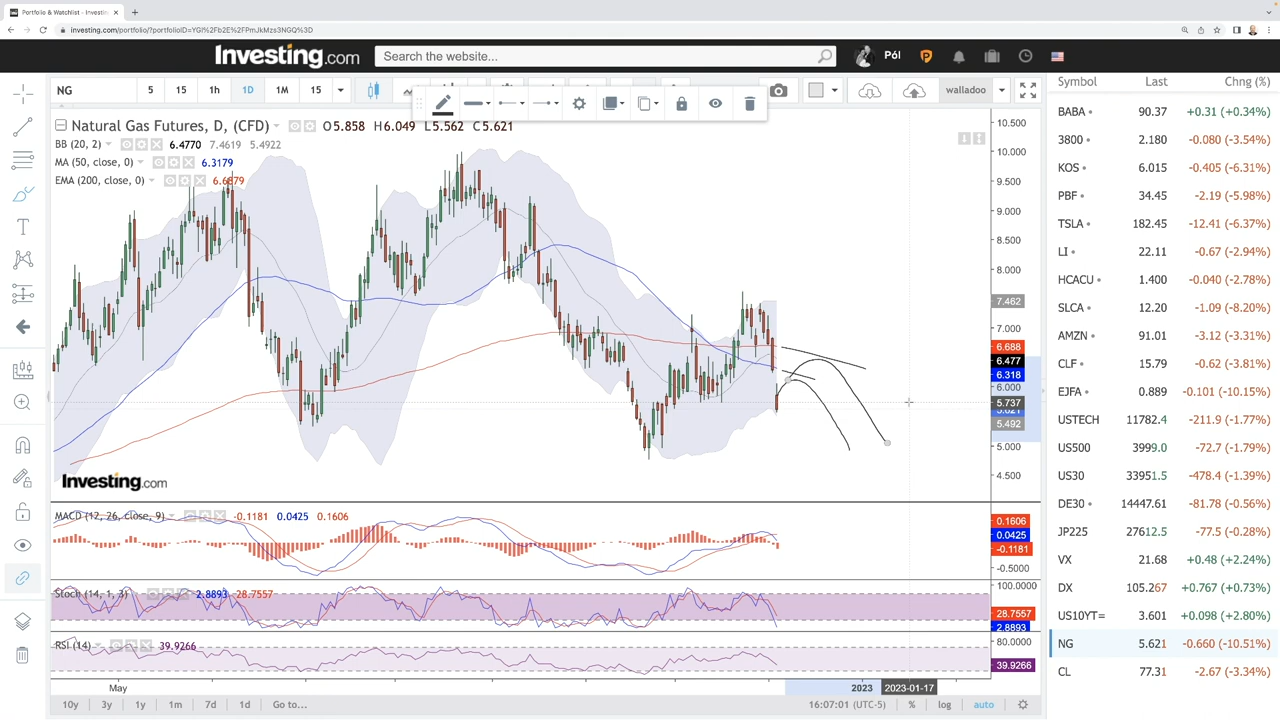 Portfolio & Watchlist - Investin
investing.com/portfolio/?portfolioID=YGI%2Fb2E%2FPmJkMzs3NGQ%3D
Investing.com
Search the website...
Pól
NG
5 15 1h 1D 1M 15
walladoo
Natural Gas Futures, D, (CFD) O5.858 H6.049 L5.562 C5.621
BB (20, 2) 6.4770 7.4619 5.4922
MA (50, close, 0) 6.3179
EMA (200, close, 0) 6.6879
10.500
10.000
9.500
9.000
8.500
8.000
7.462
7.000
6.688
6.477
6.318
6.000
5.737
5.621
5.492
5.000
4.500
Investing.com
MACD (12, 26, close, 9) -0.1181 0.0425 0.1606
0.1606
0.0425
-0.1181
-0.5000
Stoch (14, 1, 3) 2.8893 28.7557
100.0000
28.7557
2.8893
RSI (14) 39.9266
80.0000
39.9266
May 2023 2023-01-17
10y 3y 1y 1m 7d 1d Go to... 16:07:01 (UTC-5) % log auto
Symbol Last Chng (%)
BABA 90.37 +0.31 (+0.34%)
3800 2.180 -0.080 (-3.54%)
KOS 6.015 -0.405 (-6.31%)
PBF 34.45 -2.19 (-5.98%)
TSLA 182.45 -12.41 (-6.37%)
LI 22.11 -0.67 (-2.94%)
HCACU 1.400 -0.040 (-2.78%)
SLCA 12.20 -1.09 (-8.20%)
AMZN 91.01 -3.12 (-3.31%)
CLF 15.79 -0.62 (-3.81%)
EJFA 0.889 -0.101 (-10.15%)
USTECH 11782.4 -211.9 (-1.77%)
US500 3999.0 -72.7 (-1.79%)
US30 33951.5 -478.4 (-1.39%)
DE30 14447.61 -81.78 (-0.56%)
JP225 27612.5 -77.5 (-0.28%)
VX 21.68 +0.48 (+2.24%)
DX 105.267 +0.767 (+0.73%)
US10YT= 3.601 +0.098 (+2.80%)
NG 5.621 -0.660 (-10.51%)
CL 77.31 -2.67 (-3.34%)